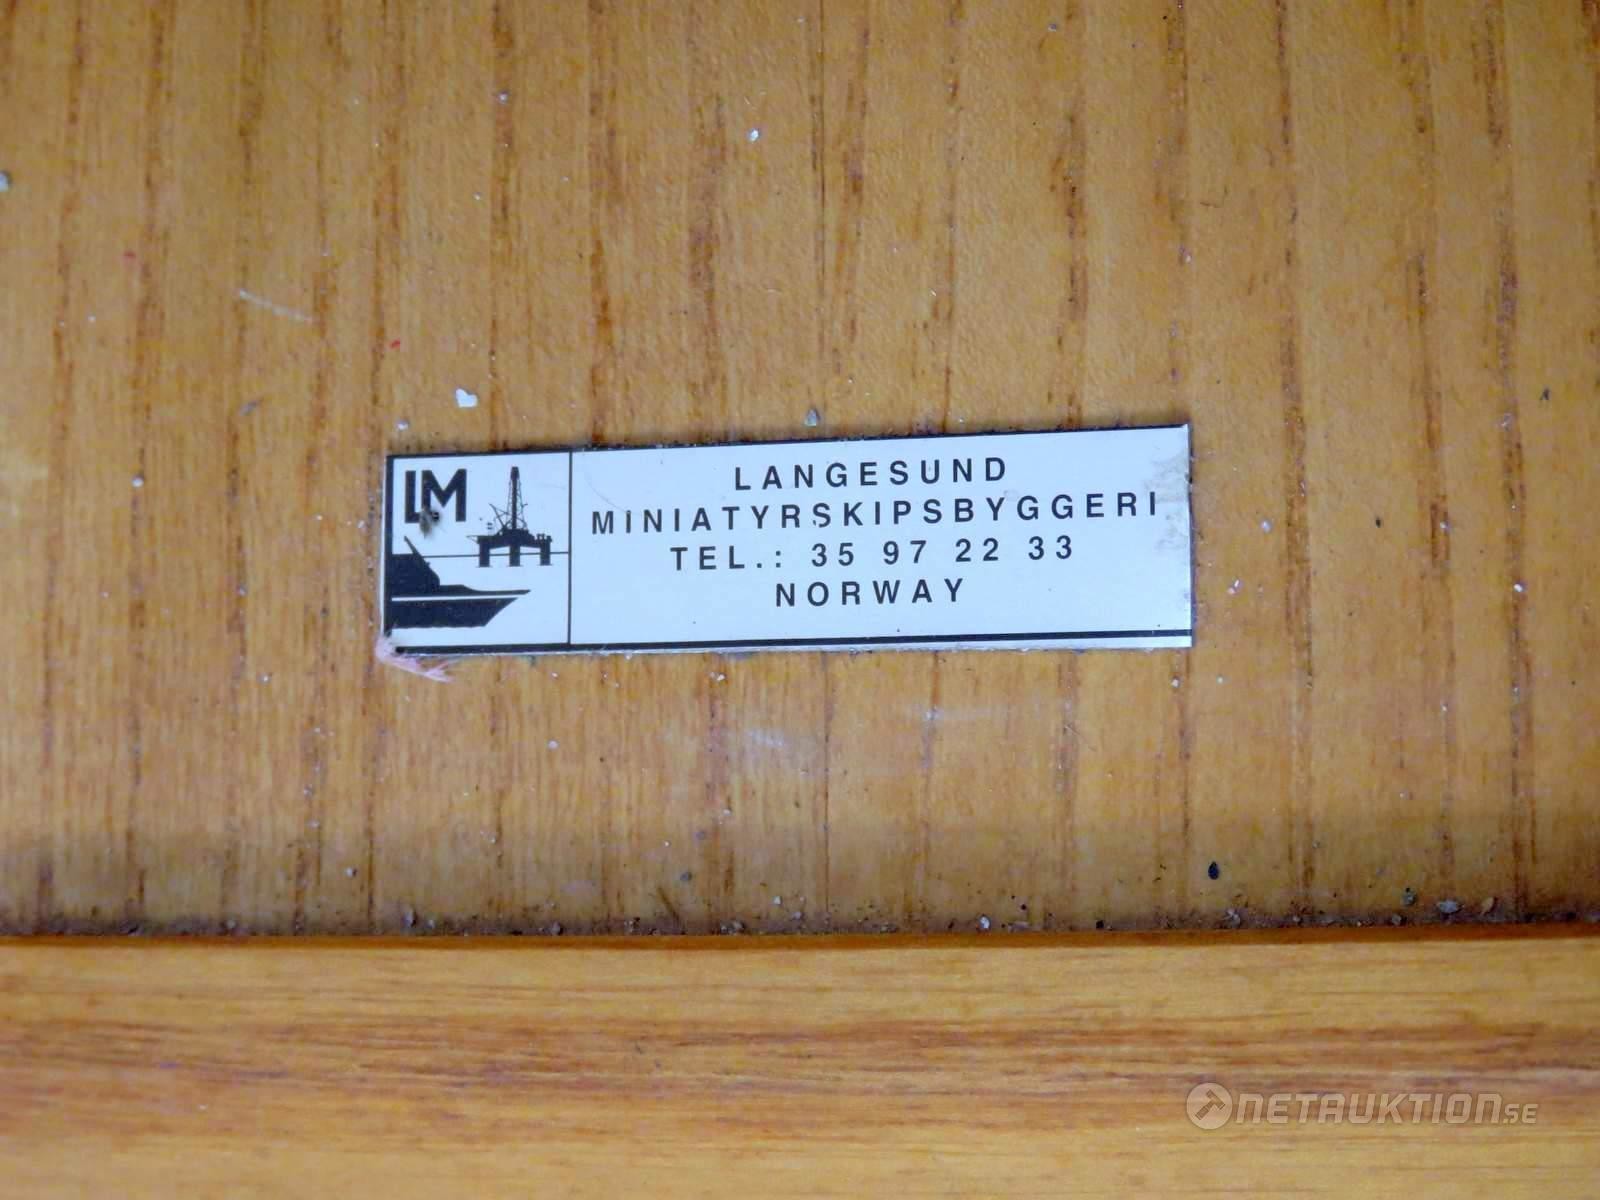 LM
LANGESUND
MINIATYRSKIPSBYGGERI
TEL.: 35 97 22 33
NORWAY
NETAUKTION.SE